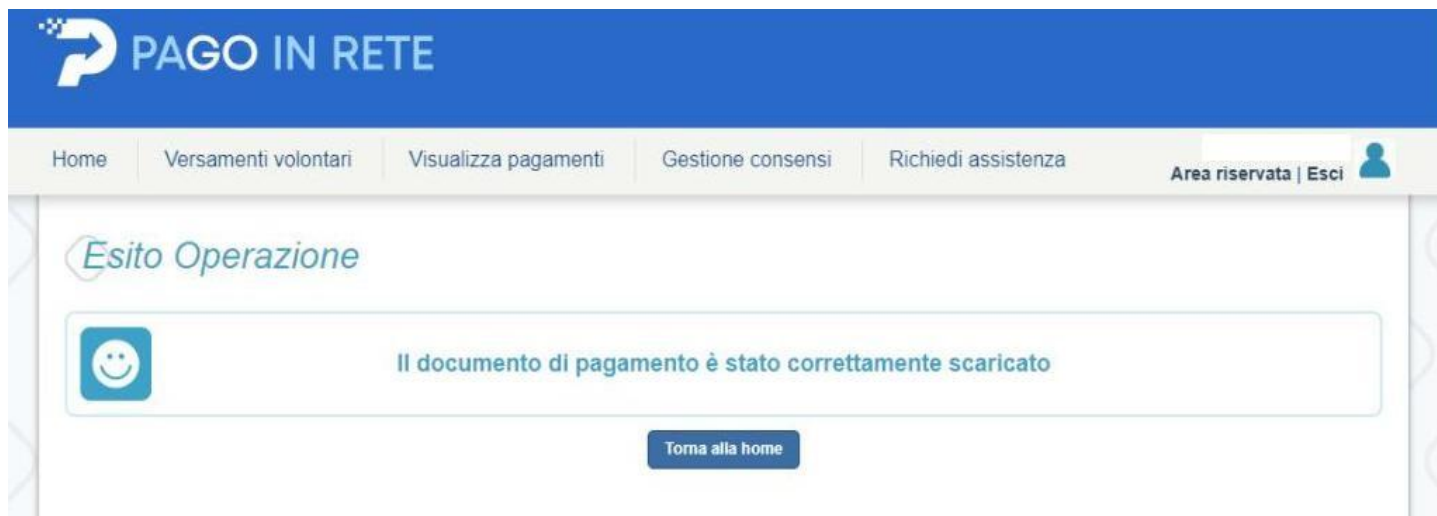 PAGO IN RETE
Home Versamenti volontari Visualizza pagamenti Gestione consensi Richiedi assistenza Area riservata | Esci
Esito Operazione
Il documento di pagamento è stato correttamente scaricato
Torna alla home